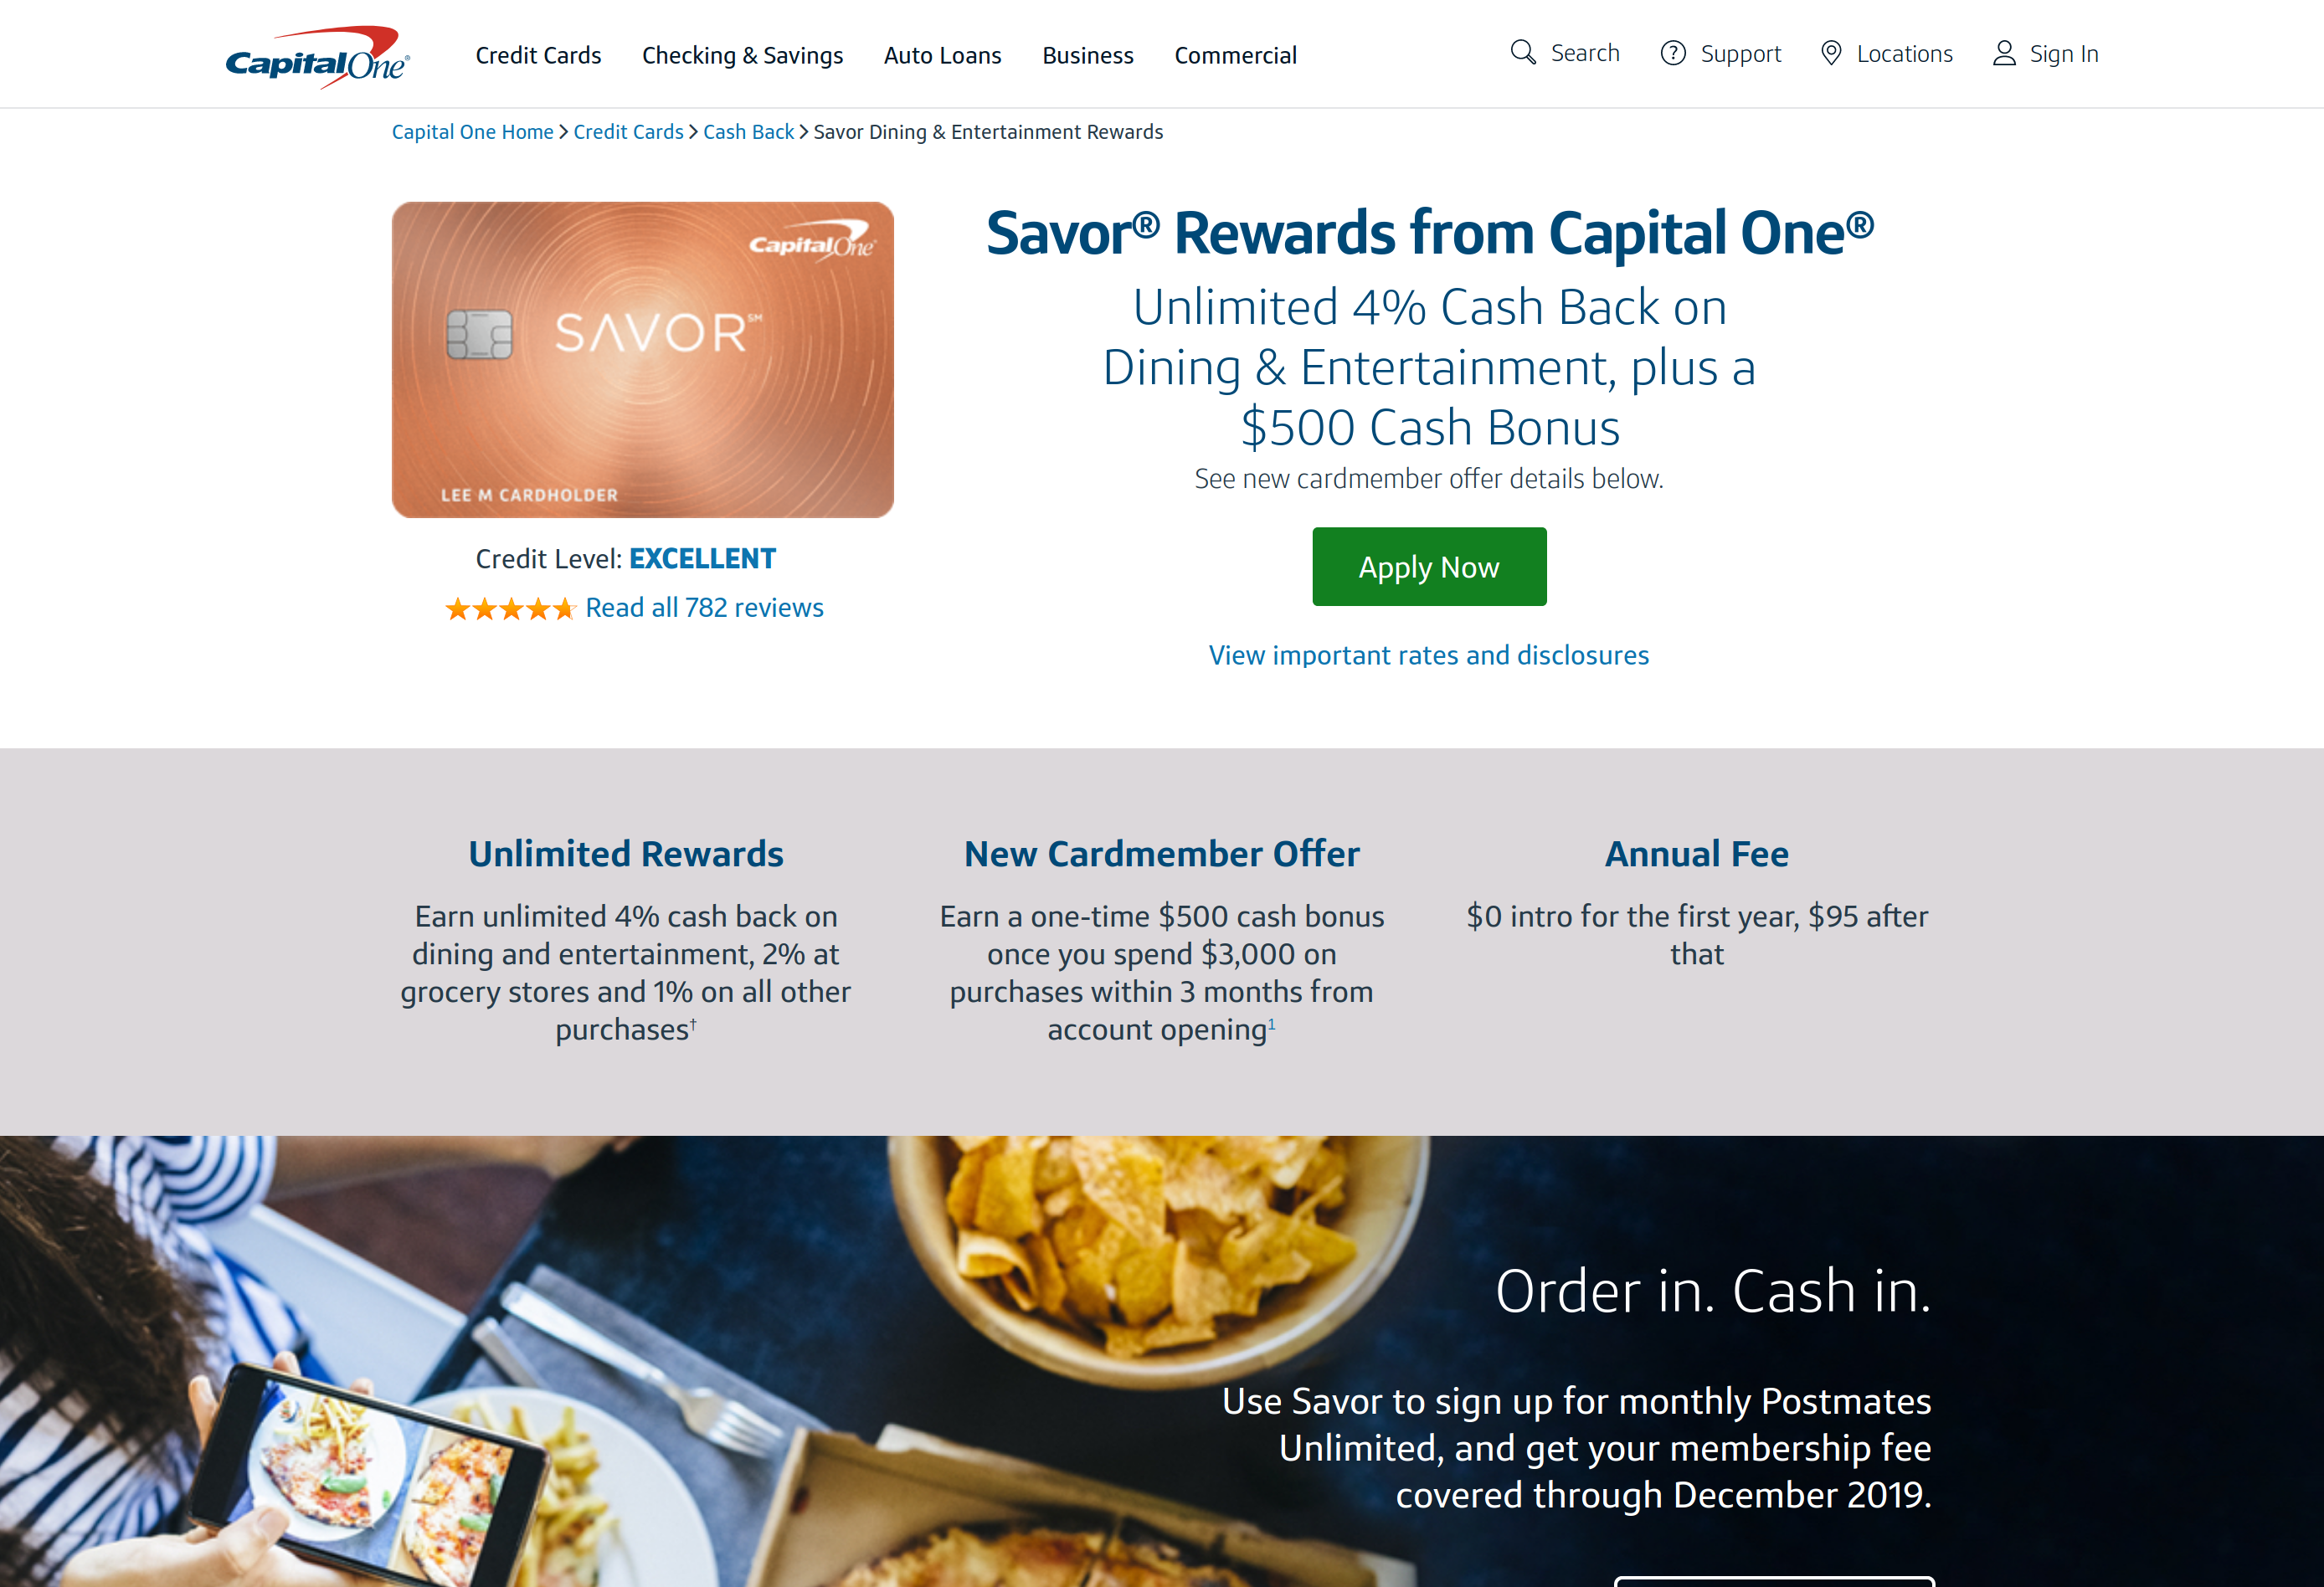 CapitalOne®
Credit Cards
Checking & Savings
Auto Loans
Business
Commercial
Search
Support
Locations
Sign In
Capital One Home > Credit Cards > Cash Back > Savor Dining & Entertainment Rewards
CapitalOne®
SAVOR℠
LEE M CARDHOLDER
Credit Level: EXCELLENT
Read all 782 reviews
Savor® Rewards from Capital One®
Unlimited 4% Cash Back on
Dining & Entertainment, plus a
$500 Cash Bonus
See new cardmember offer details below.
Apply Now
View important rates and disclosures
Unlimited Rewards
Earn unlimited 4% cash back on
dining and entertainment, 2% at
grocery stores and 1% on all other
purchases†
New Cardmember Offer
Earn a one-time $500 cash bonus
once you spend $3,000 on
purchases within 3 months from
account opening1
Annual Fee
$0 intro for the first year, $95 after
that
Order in. Cash in.
Use Savor to sign up for monthly Postmates
Unlimited, and get your membership fee
covered through December 2019.